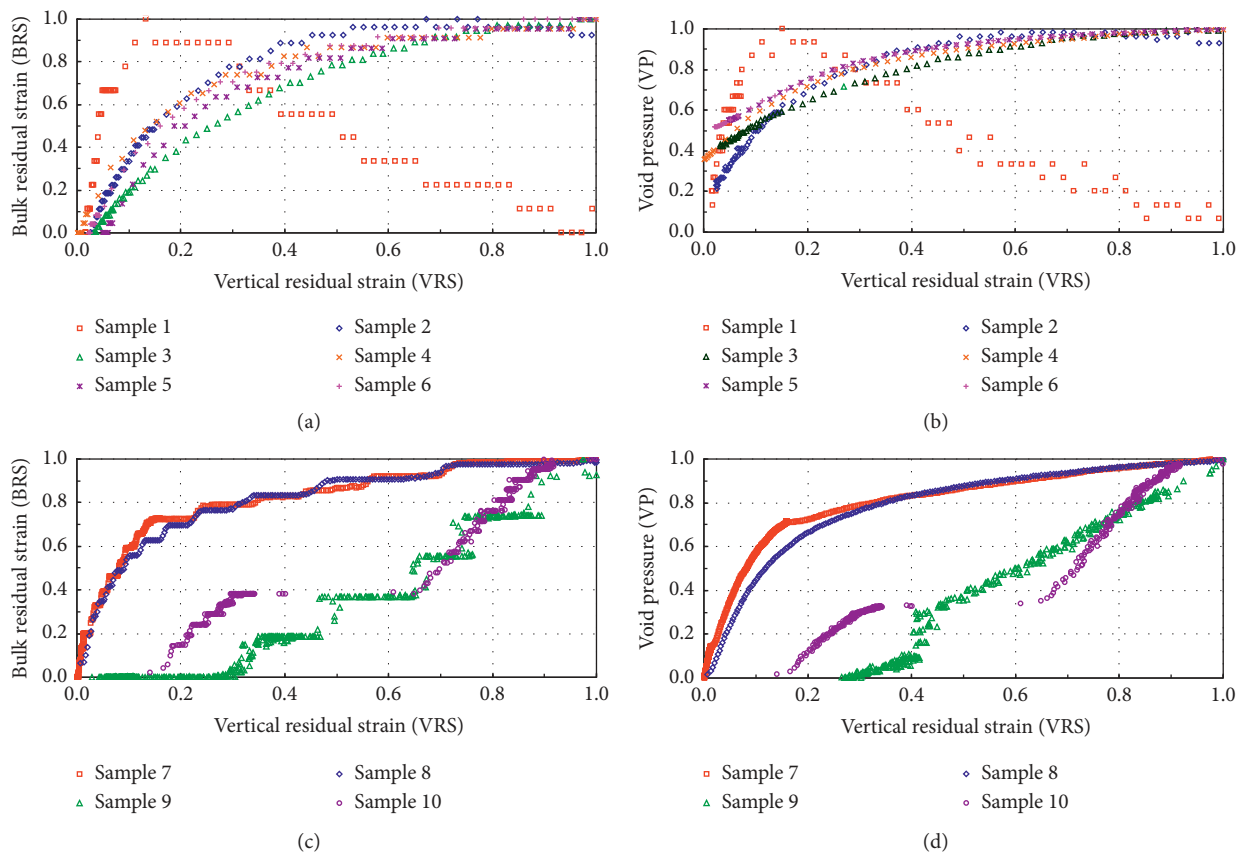 Bulk residual strain (BRS)
1.0
0.8
0.6
0.4
0.2
0.0
0.0 0.2 0.4 0.6 0.8 1.0
Vertical residual strain (VRS)
Sample 1 Sample 2
Sample 3 Sample 4
Sample 5 Sample 6
(a)
Void pressure (VP)
1.0
0.8
0.6
0.4
0.2
0.0
0.0 0.2 0.4 0.6 0.8 1.0
Vertical residual strain (VRS)
Sample 1 Sample 2
Sample 3 Sample 4
Sample 5 Sample 6
(b)
Bulk residual strain (BRS)
1.0
0.8
0.6
0.4
0.2
0.0
0.0 0.2 0.4 0.6 0.8 1.0
Vertical residual strain (VRS)
Sample 7 Sample 8
Sample 9 Sample 10
(c)
Void pressure (VP)
1.0
0.8
0.6
0.4
0.2
0.0
0.0 0.2 0.4 0.6 0.8 1.0
Vertical residual strain (VRS)
Sample 7 Sample 8
Sample 9 Sample 10
(d)